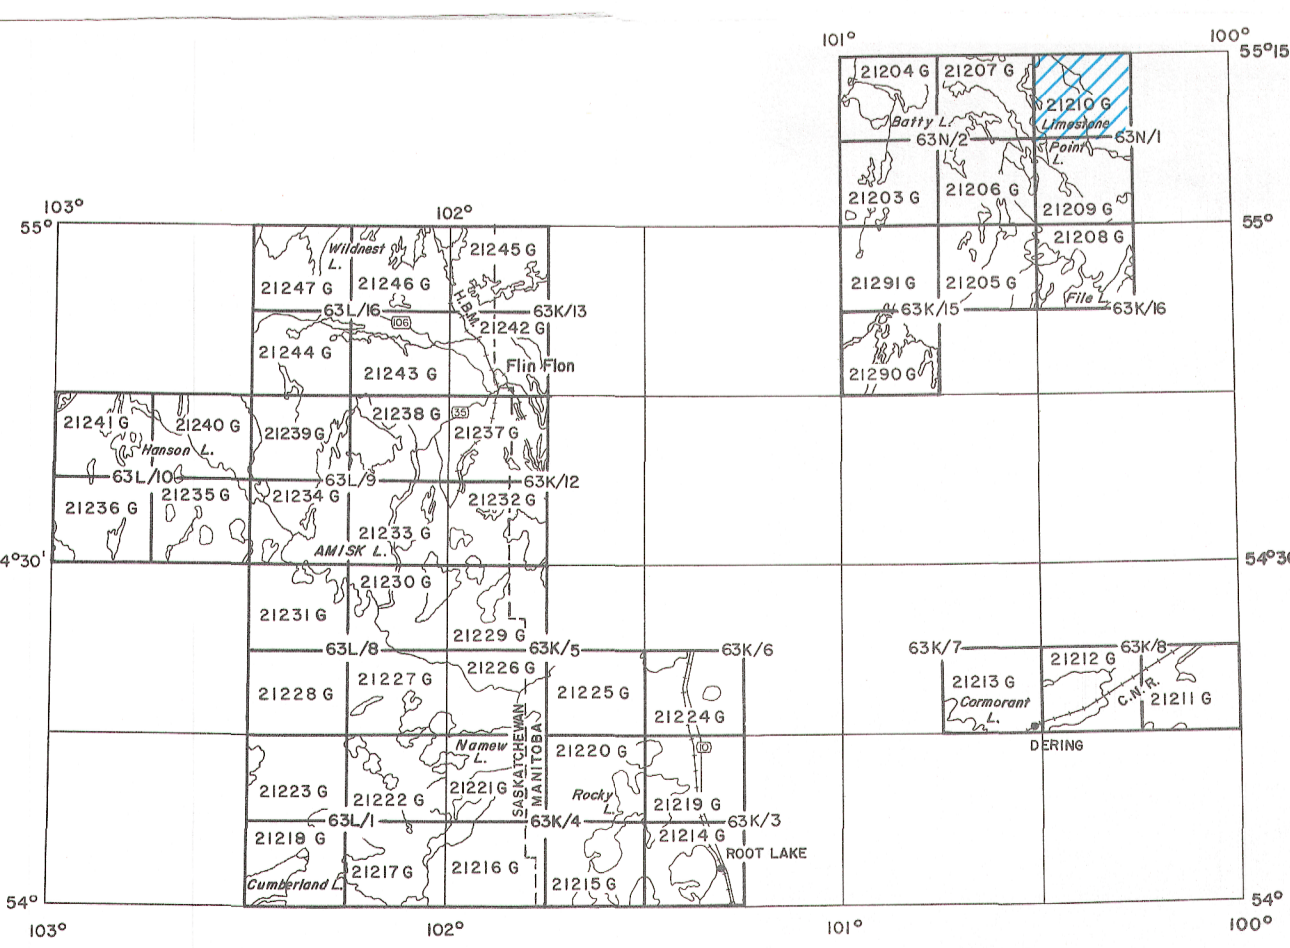 101°
100°
55°15
21204 G
21207 G
21210 G
Batty L.
Limestone
63N/2
63N/1
Point
L.
21203 G
21206 G
21209 G
103°
102°
55°
55°
21208 G
Wildnest
L.
21245 G
21247 G
21246 G
21291 G
21205 G
File L.
H.B.M.
63L/16
63K/13
63K/15
63K/16
106
21242 G
21244 G
21243 G
Flin Flon
21290 G
21241 G
21240 G
21239 G
21238 G
35
21237 G
Hanson L.
63L/10
63L/9
63K/12
21236 G
21235 G
21234 G
21232 G
21233 G
AMISK L.
4°30'
54°30
21230 G
21231 G
21229 G
63L/8
63K/5
63K/6
63K/7
63K/8
21226 G
21212 G
21228 G
21227 G
21225 G
21213 G
21211 G
C.N.R.
Cormorant
L.
21224 G
SASKATCHEWAN
MANITOBA
Namew
L.
21220 G
10
DERING
21223 G
21222 G
21221 G
Rocky
L.
21219 G
63L/1
63K/4
63K/3
21218 G
21214 G
ROOT LAKE
21217 G
21216 G
Cumberland L.
21215 G
54°
54°
103°
102°
101°
100°